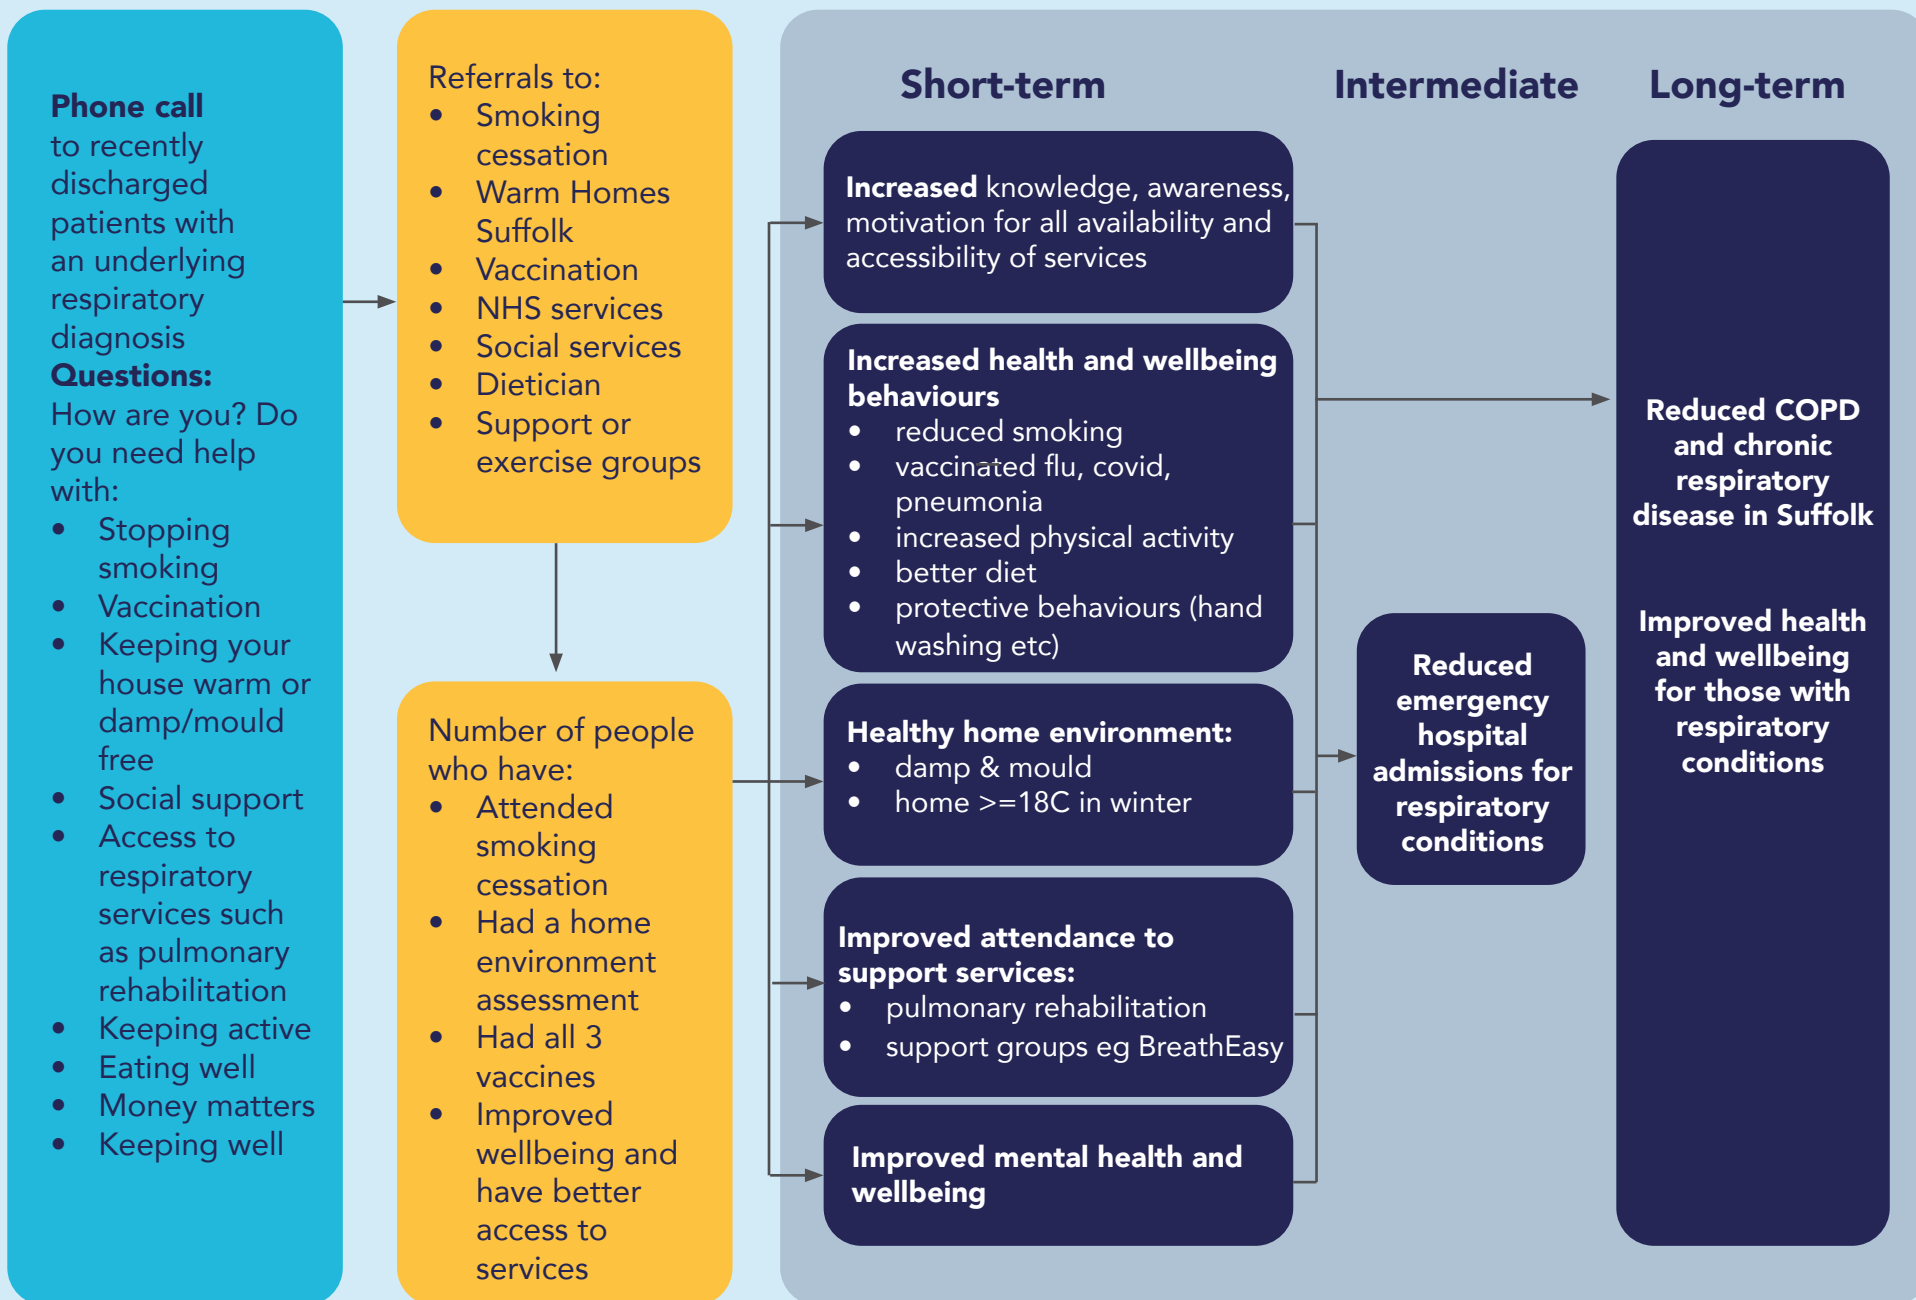 Phone call
to recently
discharged
patients with
an underlying
respiratory
diagnosis
Questions:
How are you? Do
you need help
with:
• Stopping
smoking
• Vaccination
• Keeping your
house warm or
damp/mould
free
• Social support
• Access to
respiratory
services such
as pulmonary
rehabilitation
• Keeping active
• Eating well
• Money matters
• Keeping well
Referrals to:
• Smoking
cessation
• Warm Homes
Suffolk
• Vaccination
• NHS services
• Social services
• Dietician
• Support or
exercise groups
Number of people
who have:
• Attended
smoking
cessation
• Had a home
environment
assessment
• Had all 3
vaccines
• Improved
wellbeing and
have better
access to
services
Short-term
Increased knowledge, awareness,
motivation for all availability and
accessibility of services
Increased health and wellbeing
behaviours
• reduced smoking
• vaccinated flu, covid,
pneumonia
• increased physical activity
• better diet
• protective behaviours (hand
washing etc)
Healthy home environment:
• damp & mould
• home >=18C in winter
Improved attendance to
support services:
• pulmonary rehabilitation
• support groups eg BreathEasy
Improved mental health and
wellbeing
Intermediate
Reduced
emergency
hospital
admissions for
respiratory
conditions
Long-term
Reduced COPD
and chronic
respiratory
disease in Suffolk
Improved health
and wellbeing
for those with
respiratory
conditions